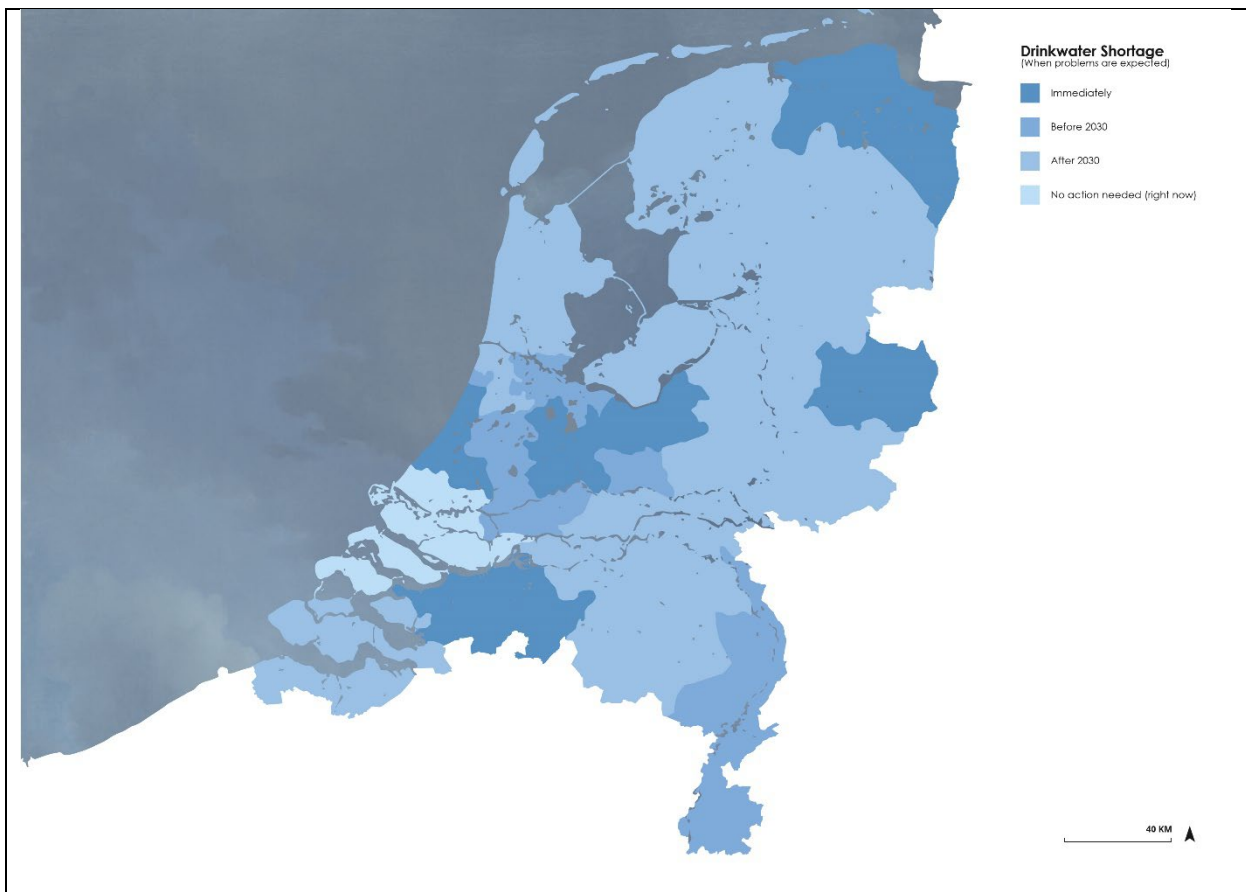 Drinkwater Shortage
(When problems are expected)
Immediately
Before 2030
After 2030
No action needed (right now)
40 KM